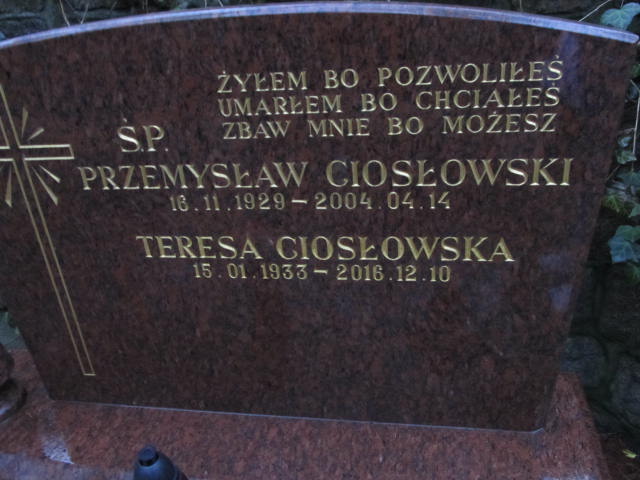 ŻYŁEM BO POZWOLIŁEŚ
UMARŁEM BO CHCIAŁEŚ
ZBAW MNIE BO MOŻESZ
Ś.P.
PRZEMYSŁAW CIOSŁOWSKI
16.11.1929 – 2004.04.14
TERESA CIOSŁOWSKA
15.01.1933 – 2016.12.10